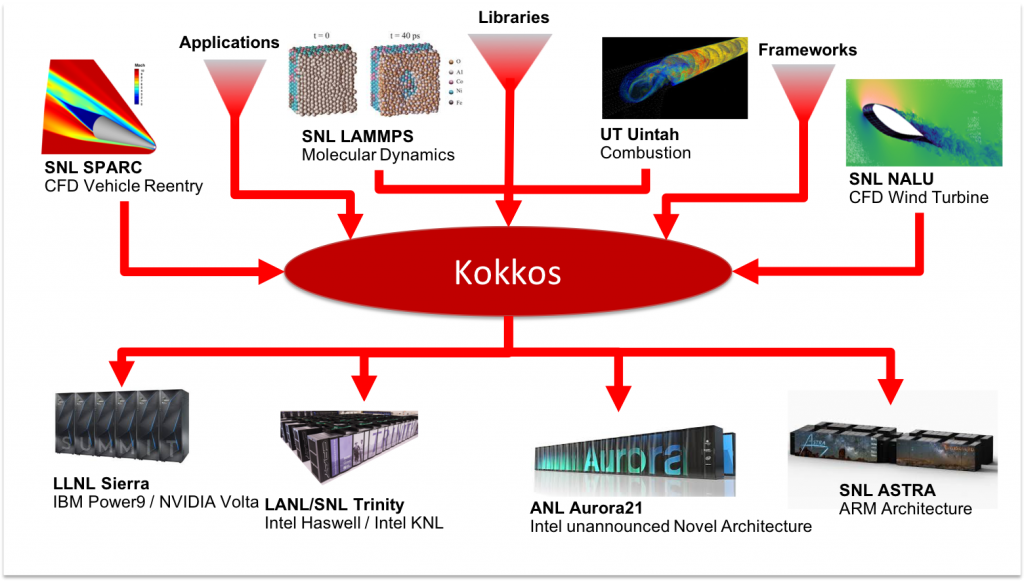 Libraries
Applications
Frameworks
t = 0
t = 40 ps
O
Al
Co
Ni
Fe
Mach
SNL SPARC
CFD Vehicle Reentry
SNL LAMMPS
Molecular Dynamics
UT Uintah
Combustion
SNL NALU
CFD Wind Turbine
Kokkos
LLNL Sierra
IBM Power9 / NVIDIA Volta
LANL/SNL Trinity
Intel Haswell / Intel KNL
Aurora
ANL Aurora21
Intel unannounced Novel Architecture
ASTRA
SNL ASTRA
ARM Architecture